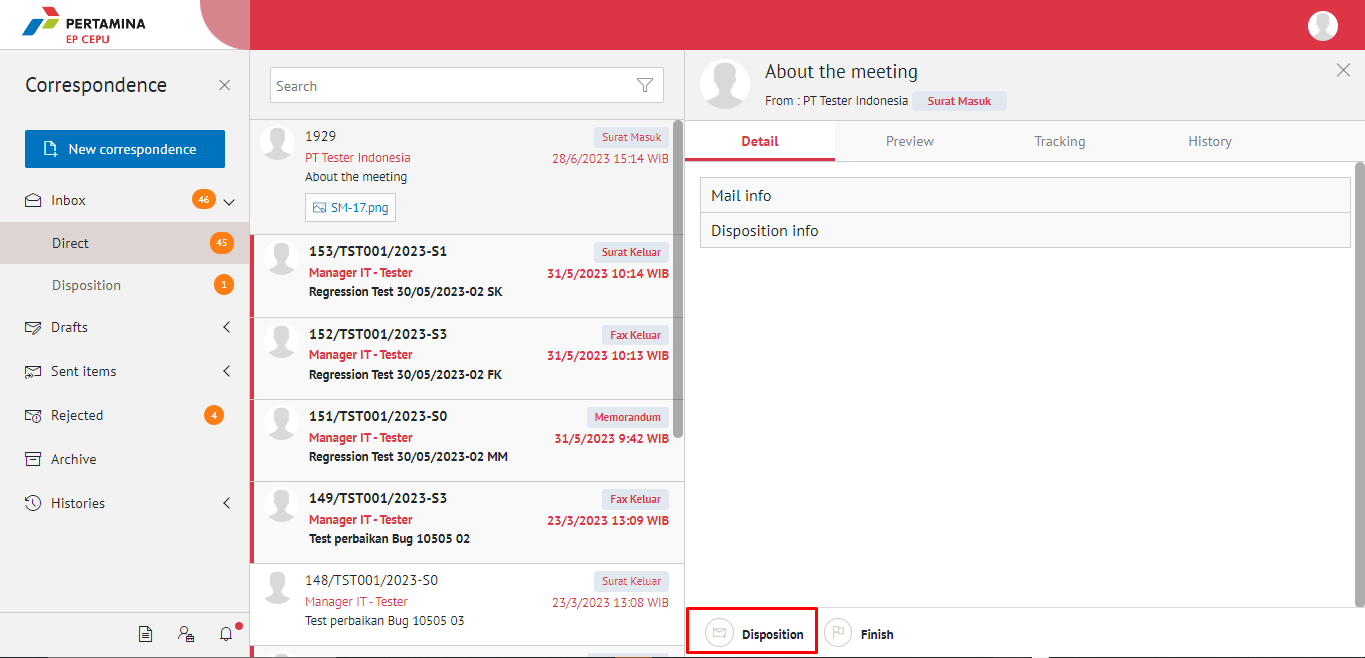 PERTAMINA
EP CEPU
Correspondence
New correspondence
Inbox 46
Direct 45
Disposition 1
Drafts
Sent items
Rejected 4
Archive
Histories
Search
1929 Surat Masuk
PT Tester Indonesia 28/6/2023 15:14 WIB
About the meeting
SM-17.png
153/TST001/2023-S1 Surat Keluar
Manager IT - Tester 31/5/2023 10:14 WIB
Regression Test 30/05/2023-02 SK
152/TST001/2023-S3 Fax Keluar
Manager IT - Tester 31/5/2023 10:13 WIB
Regression Test 30/05/2023-02 FK
151/TST001/2023-S0 Memorandum
Manager IT - Tester 31/5/2023 9:42 WIB
Regression Test 30/05/2023-02 MM
149/TST001/2023-S3 Fax Keluar
Manager IT - Tester 23/3/2023 13:09 WIB
Test perbaikan Bug 10505 02
148/TST001/2023-S0 Surat Keluar
Manager IT - Tester 23/3/2023 13:08 WIB
Test perbaikan Bug 10505 03
About the meeting
From : PT Tester Indonesia Surat Masuk
Detail Preview Tracking History
Mail info
Disposition info
Disposition Finish